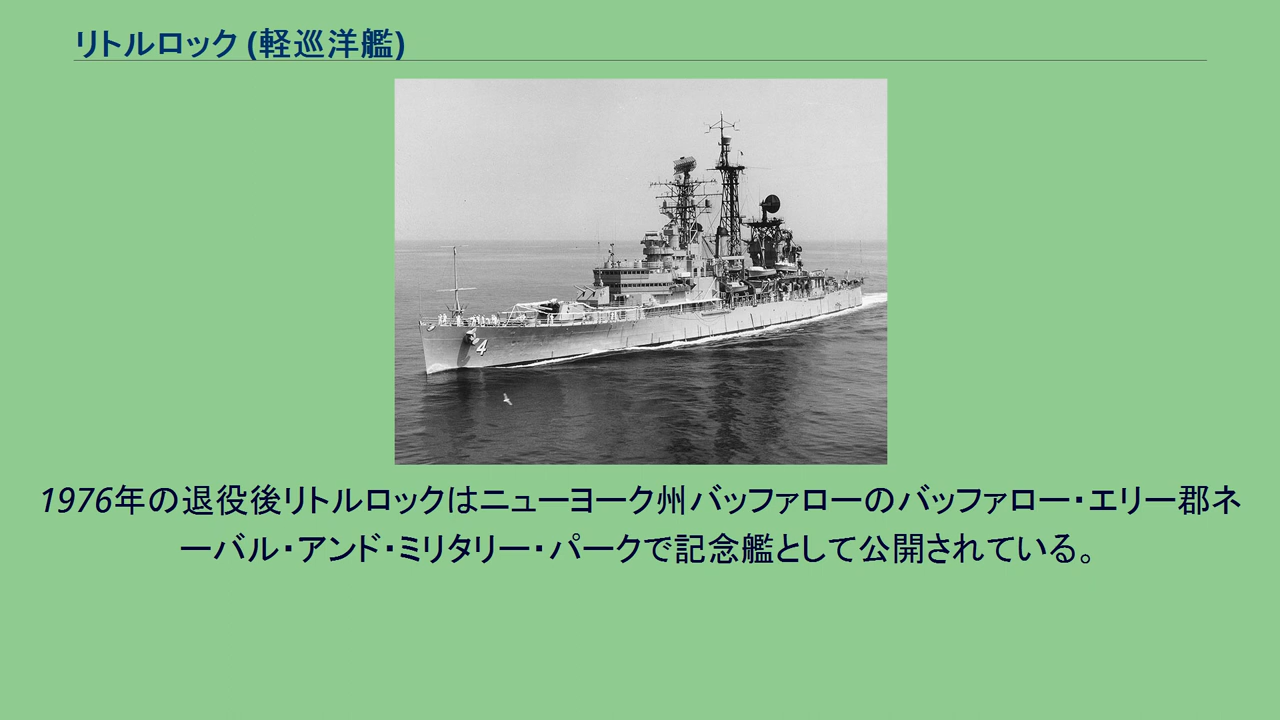 リトルロック (軽巡洋艦)
4
1976年の退役後リトルロックはニューヨーク州バッファローのバッファロー・エリー郡ネ
ーバル・アンド・ミリタリー・パークで記念艦として公開されている。